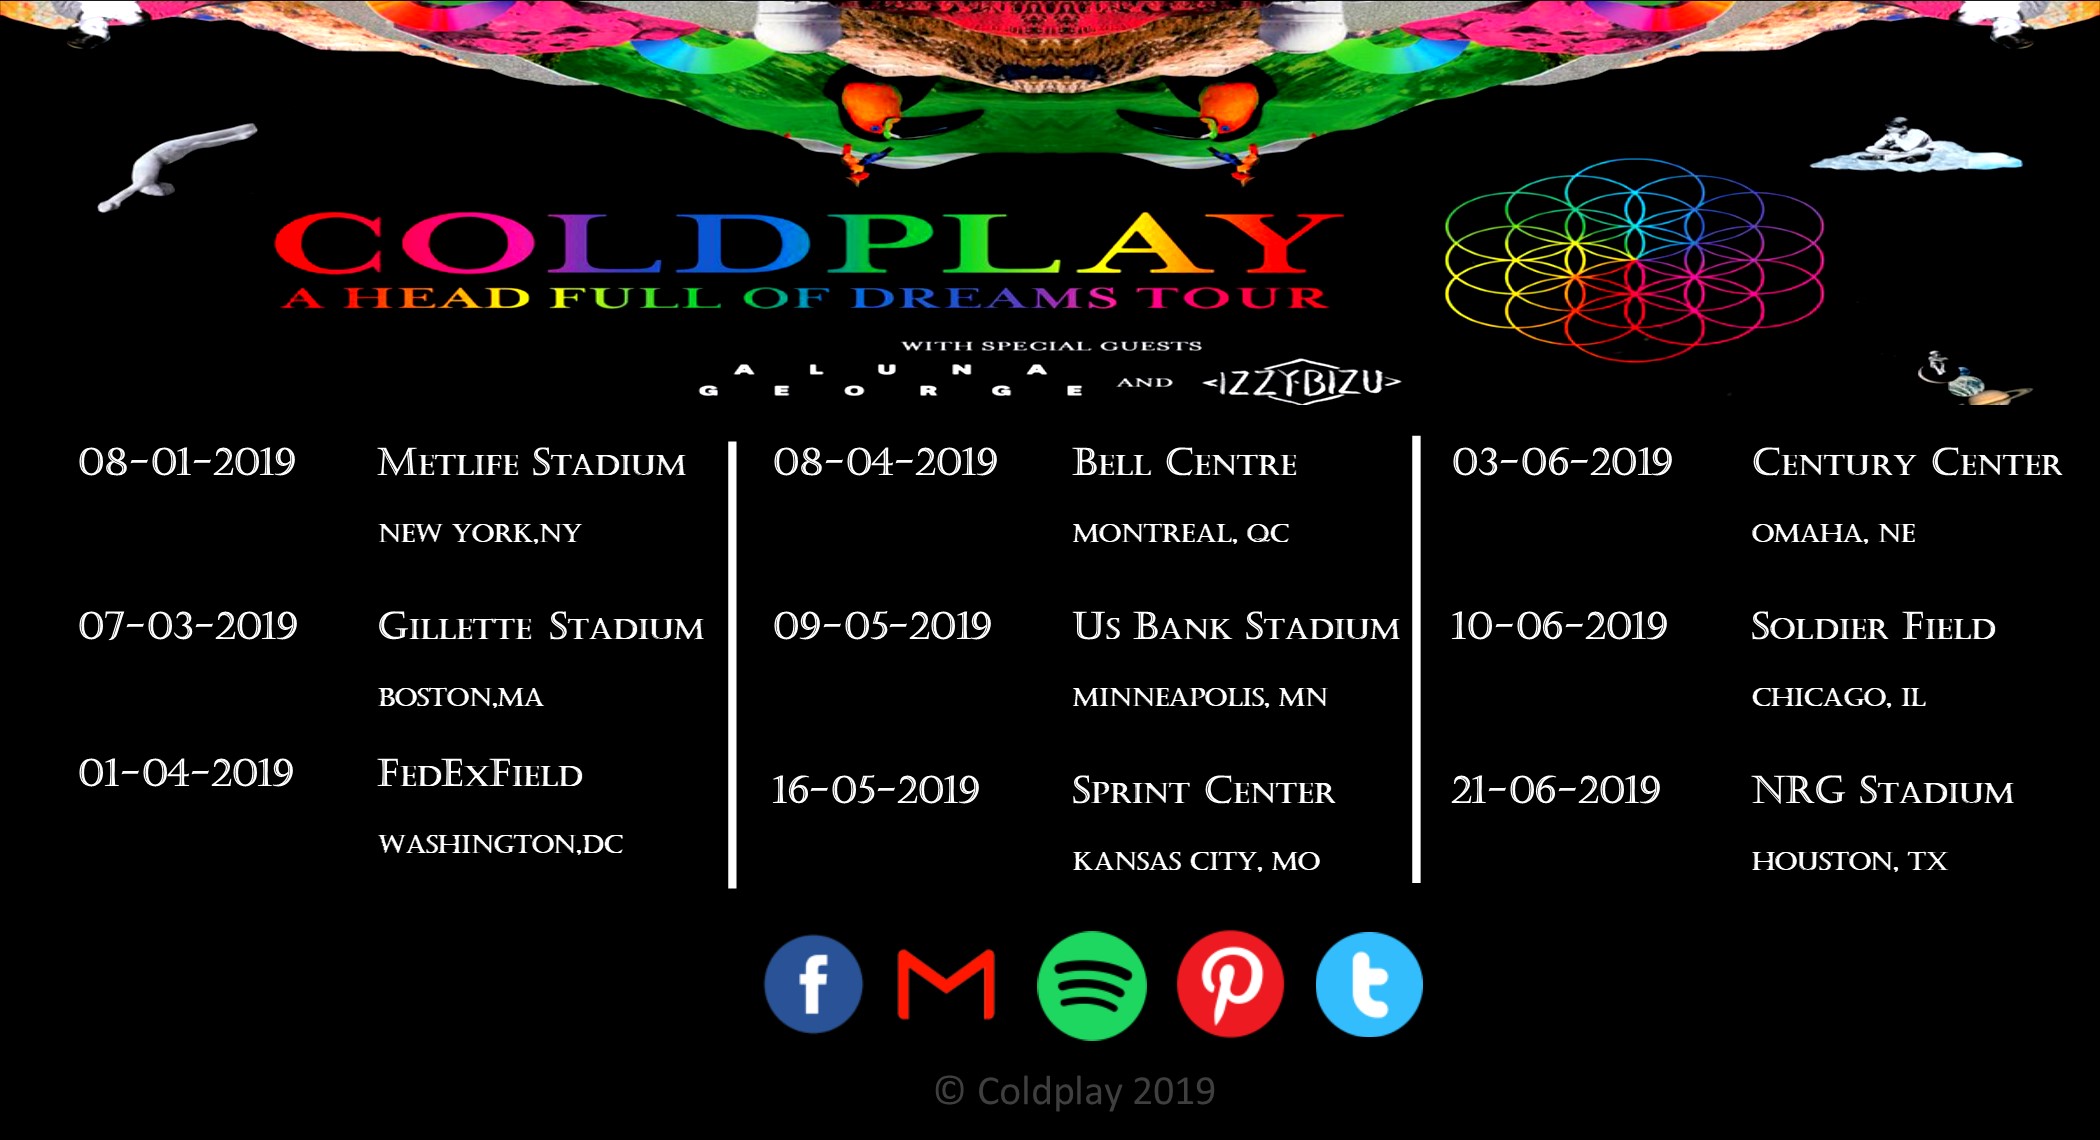 COLDPLAY
A HEAD FULL OF DREAMS TOUR
WITH SPECIAL GUESTS
ALUNAGEORGE AND IZZY BIZU
08-01-2019 METLIFE STADIUM
NEW YORK,NY
07-03-2019 GILLETTE STADIUM
BOSTON,MA
01-04-2019 FEDEXFIELD
WASHINGTON,DC
08-04-2019 BELL CENTRE
MONTREAL, QC
09-05-2019 US BANK STADIUM
MINNEAPOLIS, MN
16-05-2019 SPRINT CENTER
KANSAS CITY, MO
03-06-2019 CENTURY CENTER
OMAHA, NE
10-06-2019 SOLDIER FIELD
CHICAGO, IL
21-06-2019 NRG STADIUM
HOUSTON, TX
© Coldplay 2019